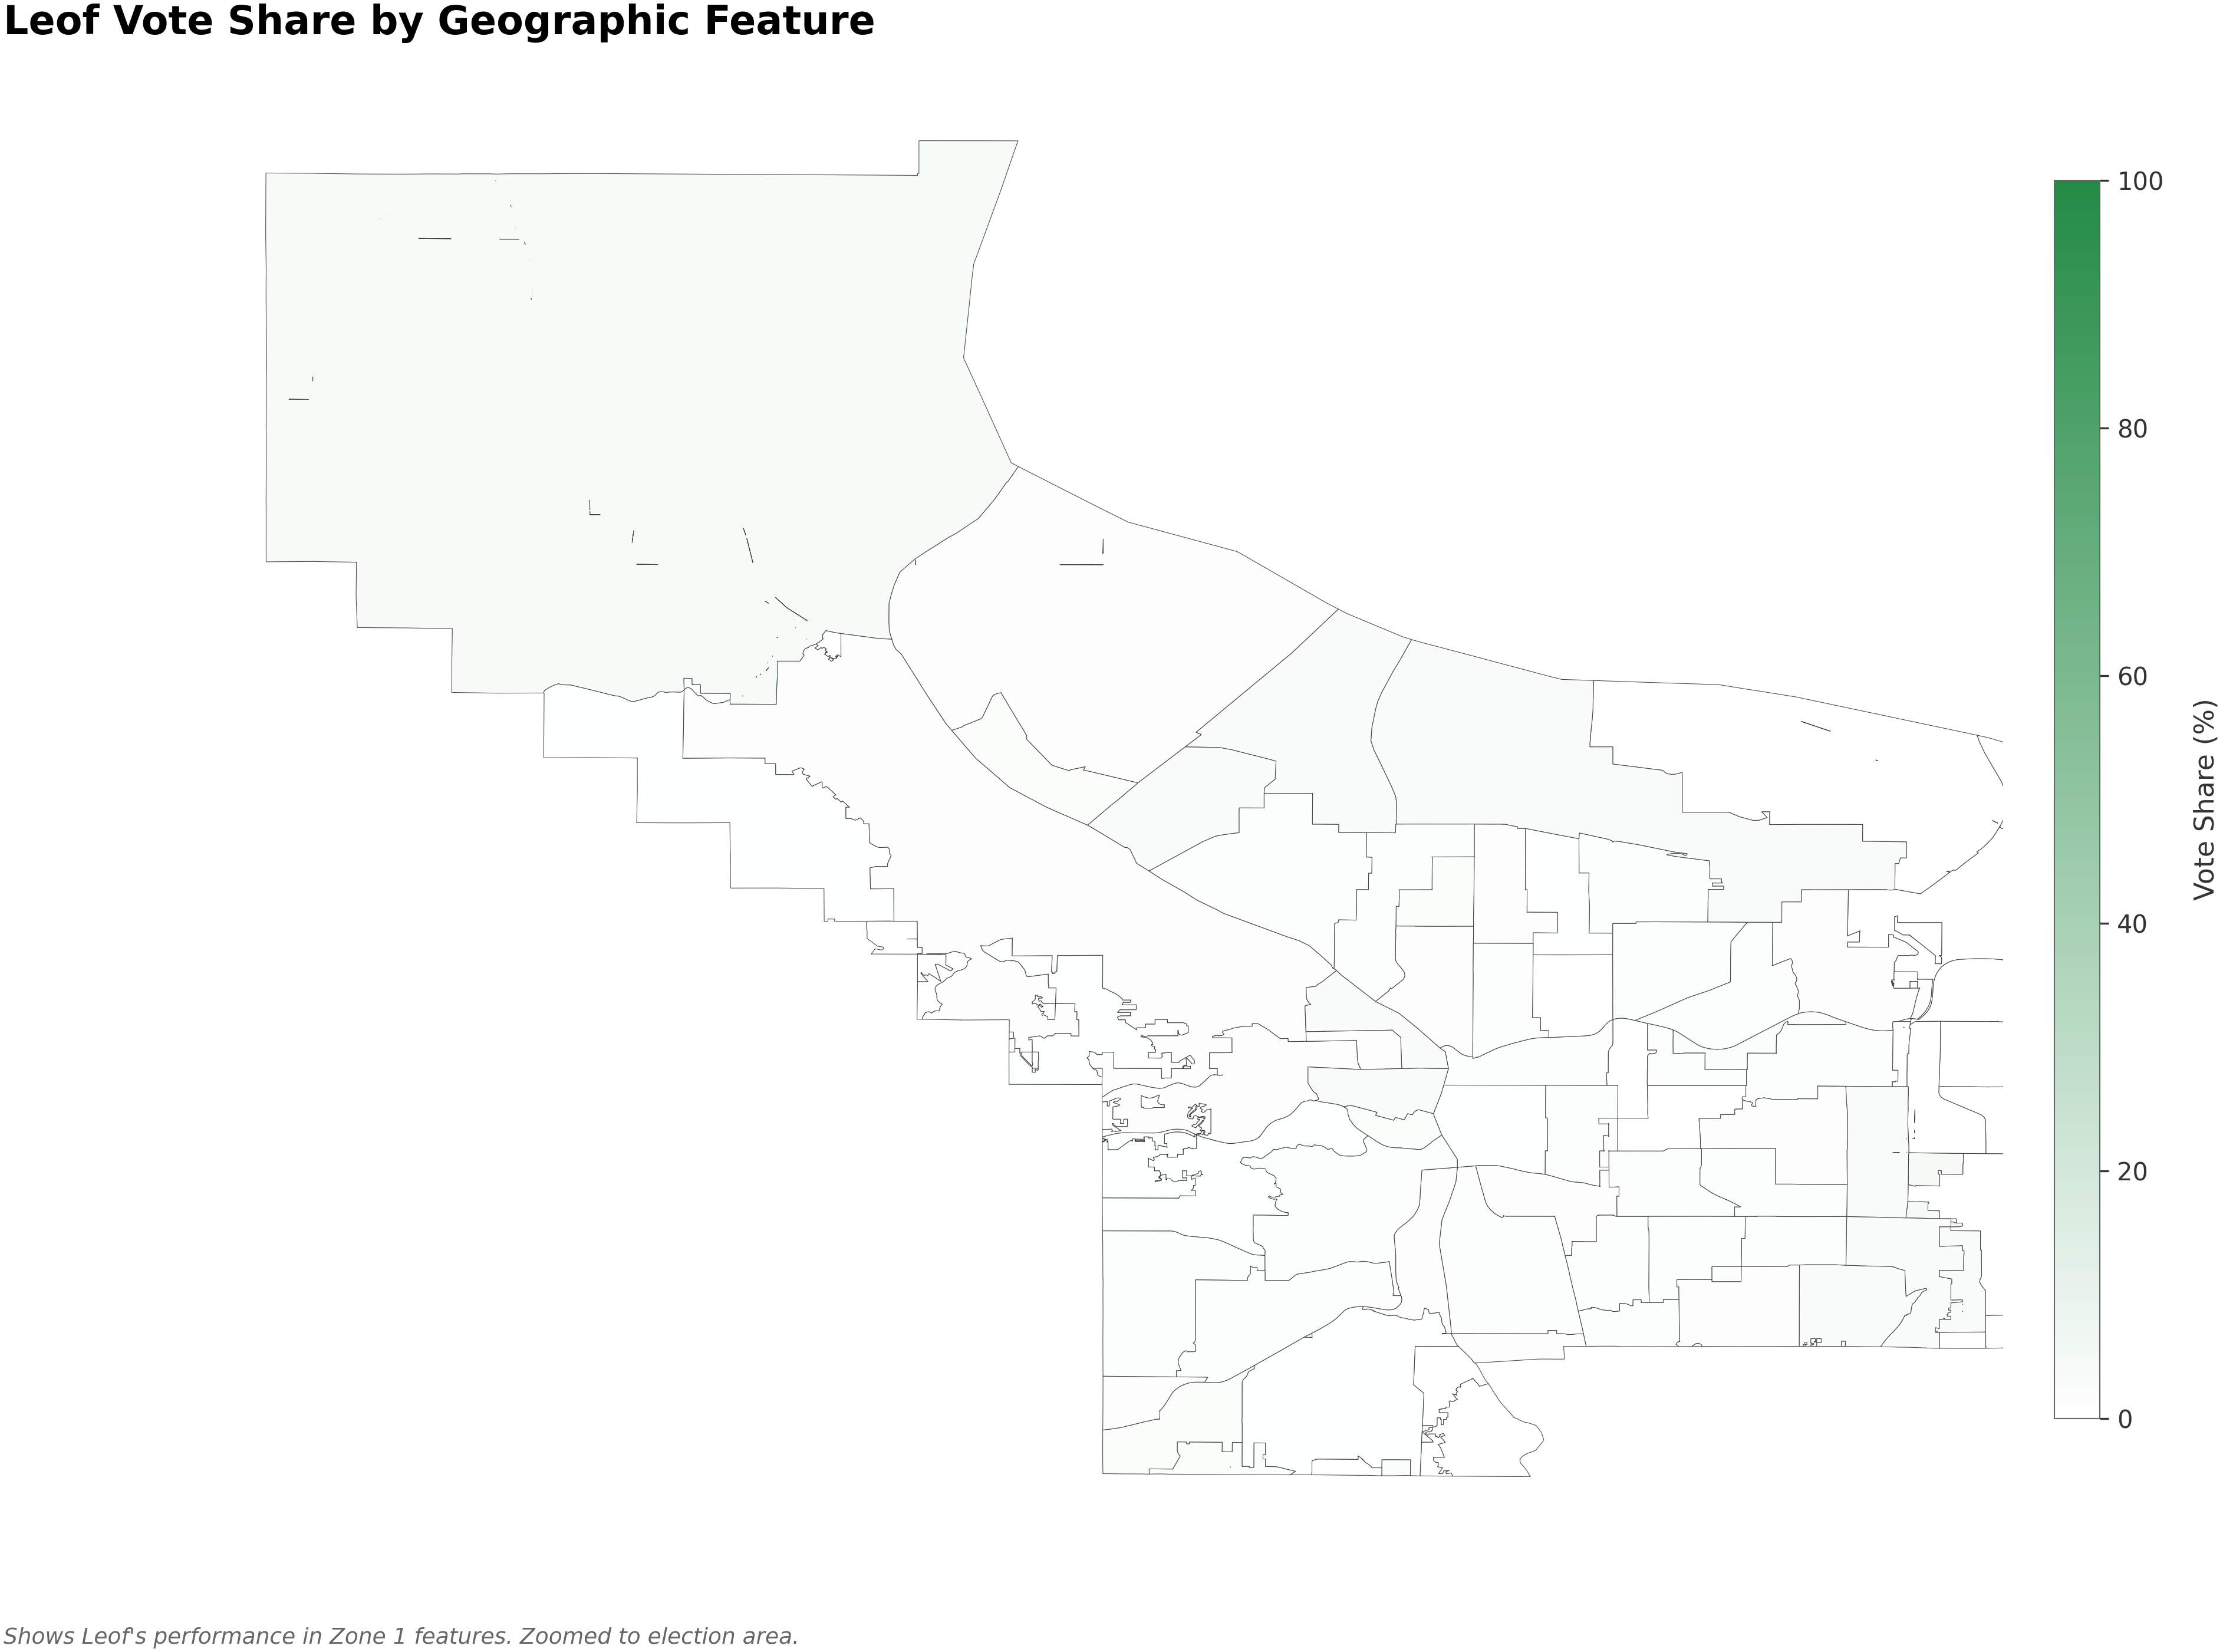 Leof Vote Share by Geographic Feature
100
80
60
40
20
0
Vote Share (%)
Shows Leof's performance in Zone 1 features. Zoomed to election area.